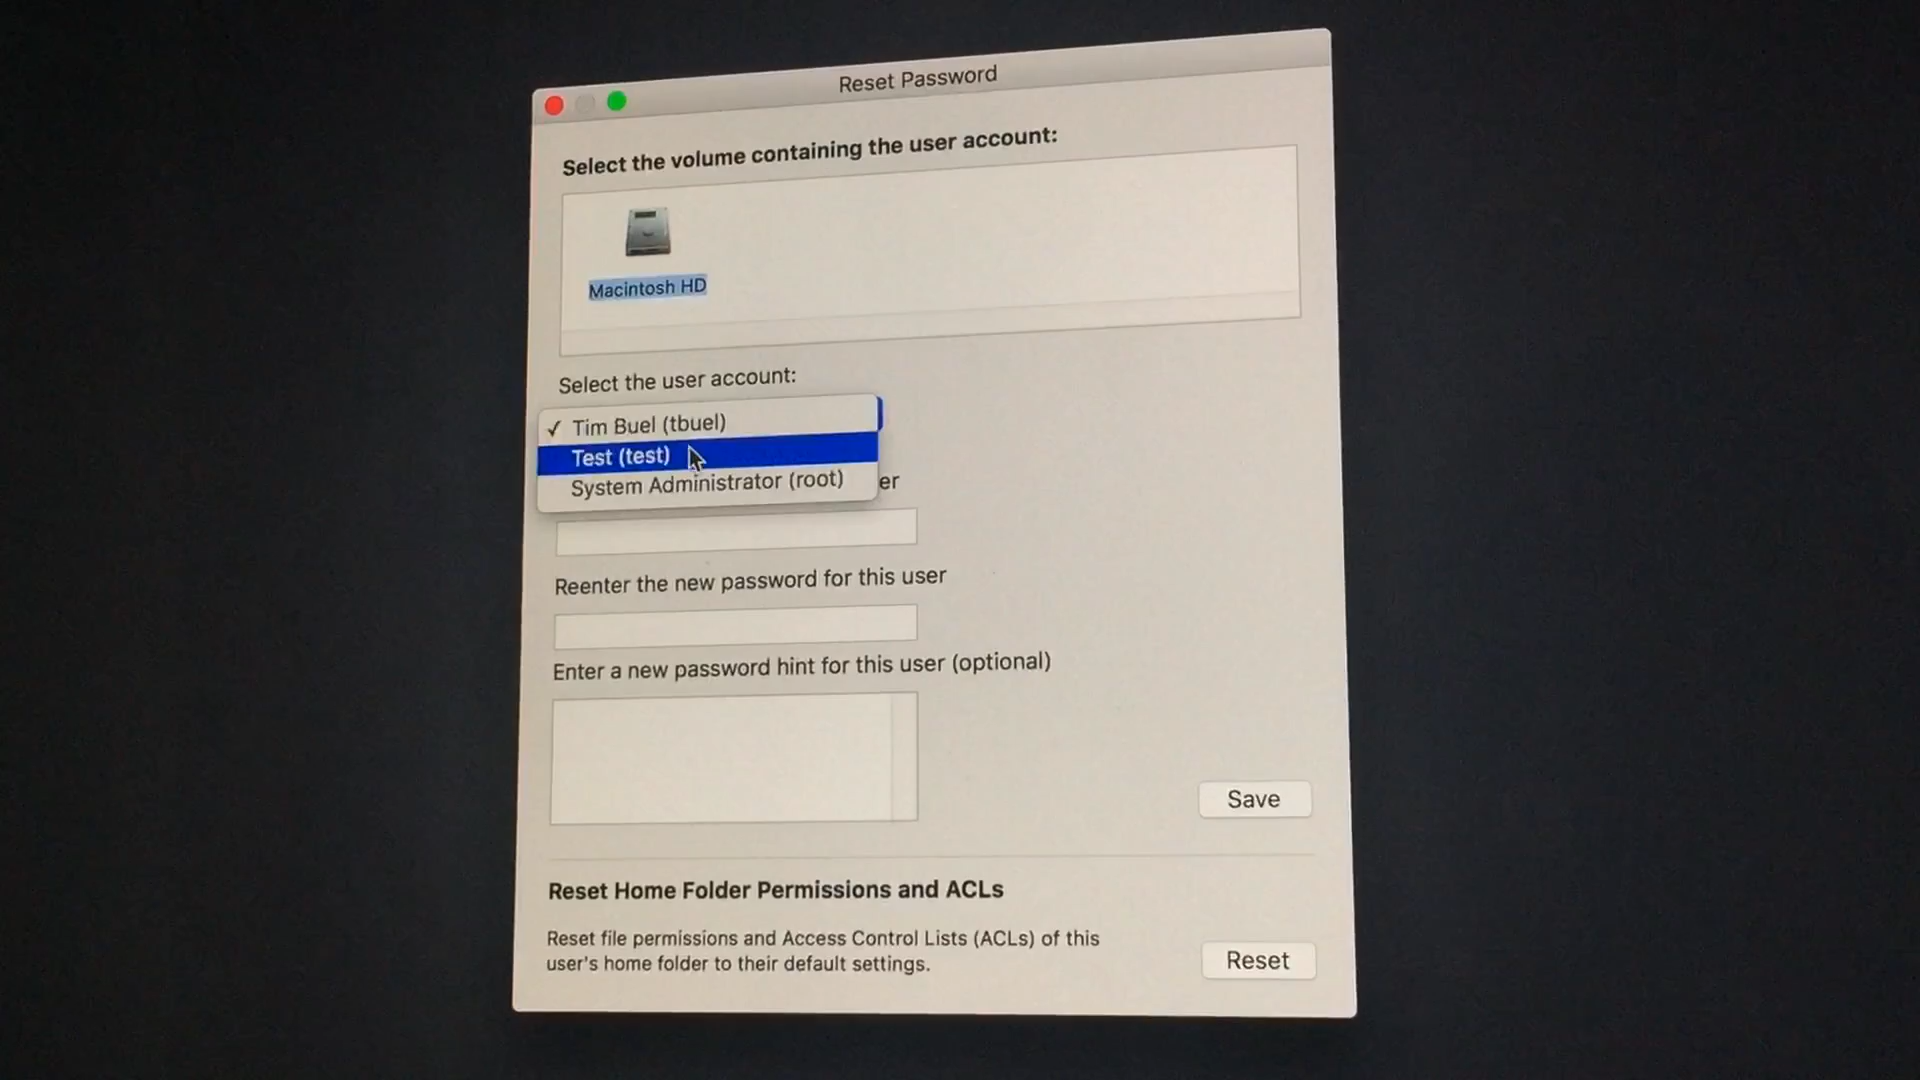 Reset Password
Select the volume containing the user account:
Macintosh HD
Select the user account:
✓ Tim Buel (tbuel)
Test (test)
System Administrator (root)
er
Reenter the new password for this user
Enter a new password hint for this user (optional)
Save
Reset Home Folder Permissions and ACLs
Reset file permissions and Access Control Lists (ACLs) of this
user's home folder to their default settings.
Reset